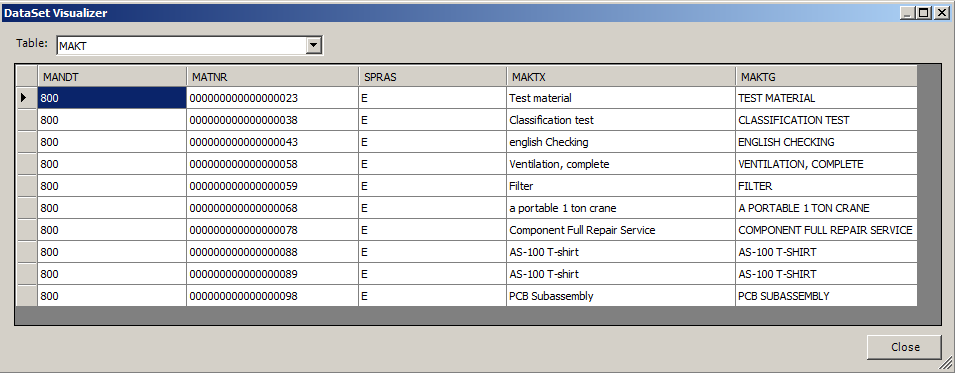 DataSet Visualizer
Table: MAKT
MANDT MATNR SPRAS MAKTX MAKTG
800 000000000000000023 E Test material TEST MATERIAL
800 000000000000000038 E Classification test CLASSIFICATION TEST
800 000000000000000043 E english Checking ENGLISH CHECKING
800 000000000000000058 E Ventilation, complete VENTILATION, COMPLETE
800 000000000000000059 E Filter FILTER
800 000000000000000068 E a portable 1 ton crane A PORTABLE 1 TON CRANE
800 000000000000000078 E Component Full Repair Service COMPONENT FULL REPAIR SERVICE
800 000000000000000088 E AS-100 T-shirt AS-100 T-SHIRT
800 000000000000000089 E AS-100 T-shirt AS-100 T-SHIRT
800 000000000000000098 E PCB Subassembly PCB SUBASSEMBLY
Close